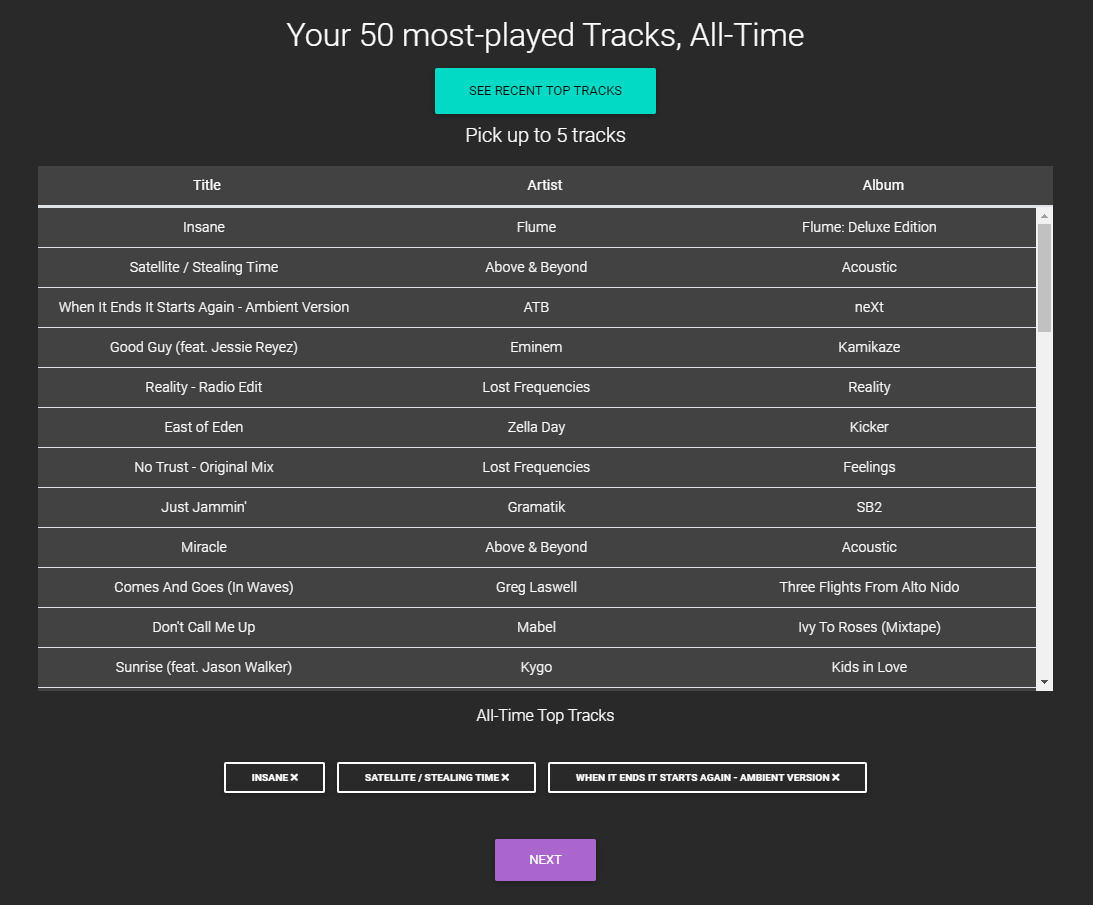 Your 50 most-played Tracks, All-Time
SEE RECENT TOP TRACKS
Pick up to 5 tracks
Title Artist Album
Insane Flume Flume: Deluxe Edition
Satellite / Stealing Time Above & Beyond Acoustic
When It Ends It Starts Again - Ambient Version ATB neXt
Good Guy (feat. Jessie Reyez) Eminem Kamikaze
Reality - Radio Edit Lost Frequencies Reality
East of Eden Zella Day Kicker
No Trust - Original Mix Lost Frequencies Feelings
Just Jammin' Gramatik SB2
Miracle Above & Beyond Acoustic
Comes And Goes (In Waves) Greg Laswell Three Flights From Alto Nido
Don't Call Me Up Mabel Ivy To Roses (Mixtape)
Sunrise (feat. Jason Walker) Kygo Kids in Love
All-Time Top Tracks
INSANE ✕ SATELLITE / STEALING TIME ✕ WHEN IT ENDS IT STARTS AGAIN - AMBIENT VERSION ✕
NEXT